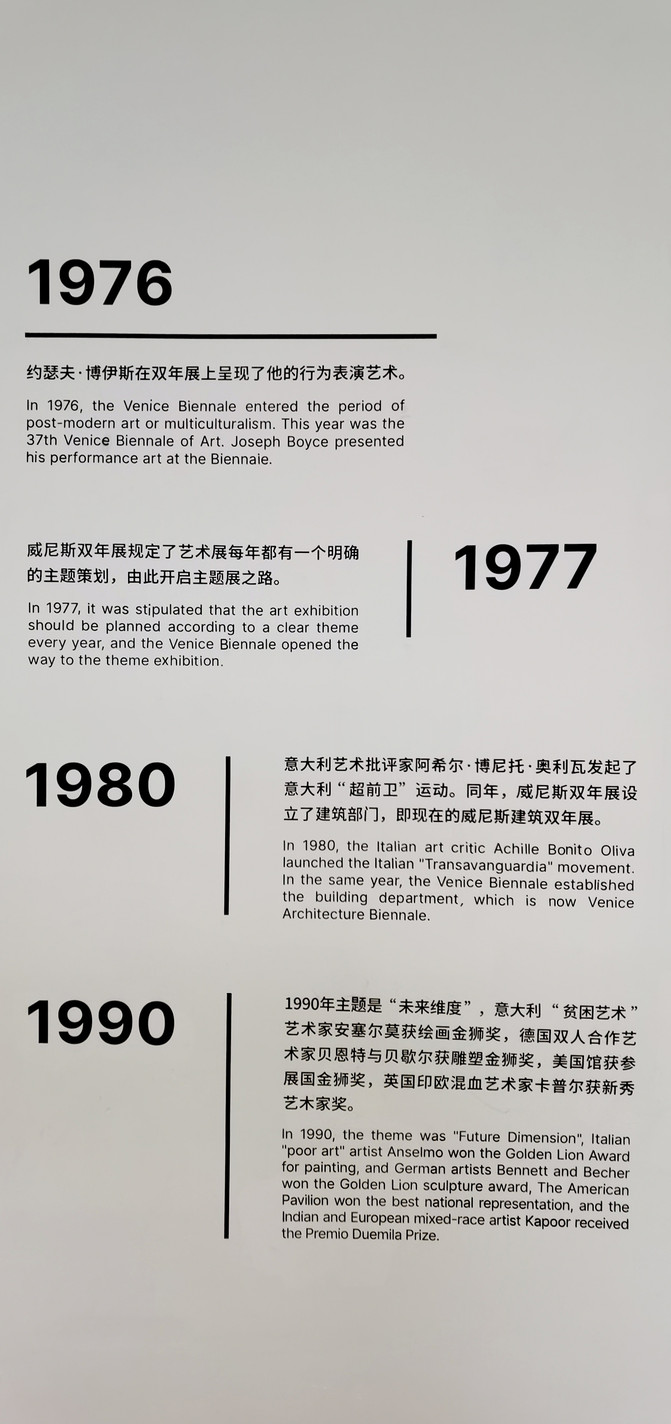 1976
约瑟夫·博伊斯在双年展上呈现了他的行为表演艺术。
In 1976, the Venice Biennale entered the period of
post-modern art or multiculturalism. This year was the
37th Venice Biennale of Art. Joseph Boyce presented
his performance art at the Biennaie.
1977
威尼斯双年展规定了艺术展每年都有一个明确
的主题策划，由此开启主题展之路。
In 1977, it was stipulated that the art exhibition
should be planned according to a clear theme
every year, and the Venice Biennale opened the
way to the theme exhibition.
1980
意大利艺术批评家阿希尔·博尼托·奥利瓦发起了
意大利“超前卫”运动。同年，威尼斯双年展设
立了建筑部门，即现在的威尼斯建筑双年展。
In 1980, the Italian art critic Achille Bonito Oliva
launched the Italian "Transavanguardia" movement.
In the same year, the Venice Biennale established
the building department, which is now Venice
Architecture Biennale.
1990
1990年主题是“未来维度”，意大利“贫困艺术”
艺术家安塞尔莫获绘画金狮奖，德国双人合作艺
术家贝恩特与贝歇尔获雕塑金狮奖，美国馆获参
展国金狮奖，英国印欧混血艺术家卡普尔获新秀
艺术家奖。
In 1990, the theme was "Future Dimension", Italian
"poor art" artist Anselmo won the Golden Lion Award
for painting, and German artists Bennett and Becher
won the Golden Lion sculpture award, The American
Pavilion won the best national representation, and the
Indian and European mixed-race artist Kapoor received
the Premio Duemila Prize.